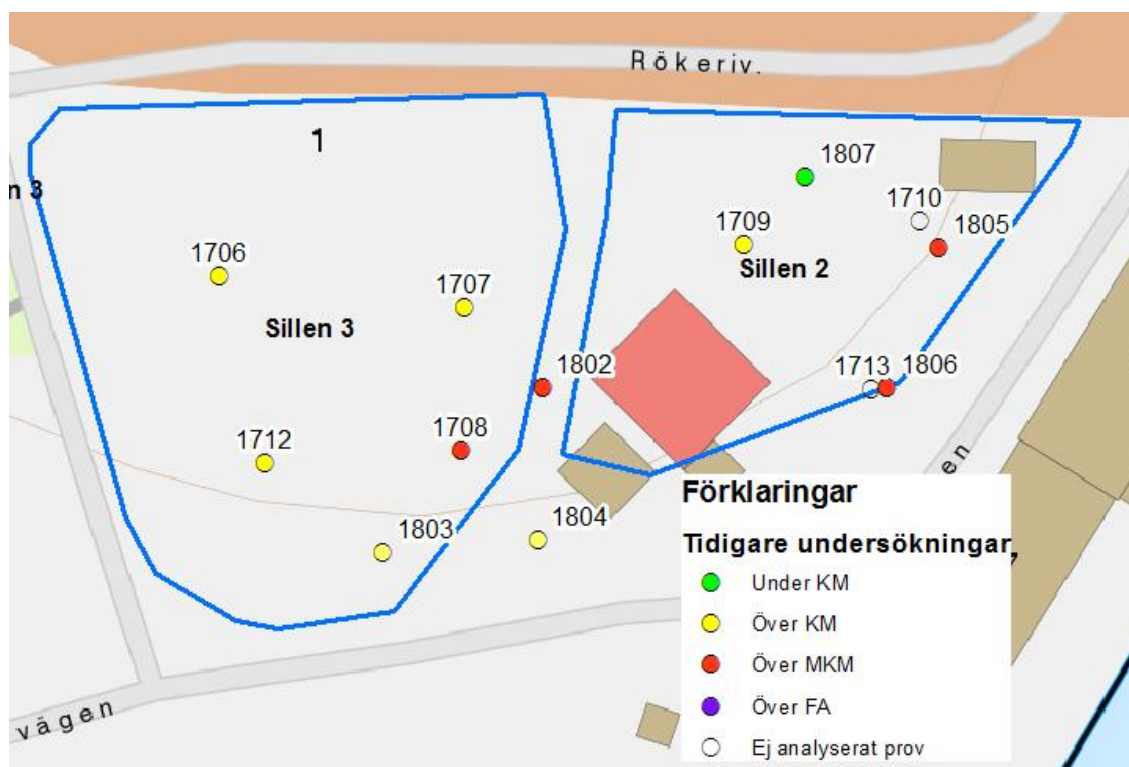 Rökeriv.
1
1807
n 3
1710
1805
1709
1706
Sillen 2
1707
Sillen 3
1802
1713 1806
1708
1712
en
1804
1803
vägen
Förklaringar
Tidigare undersökningar
Under KM
Över KM
Över MKM
Över FA
Ej analyserat prov